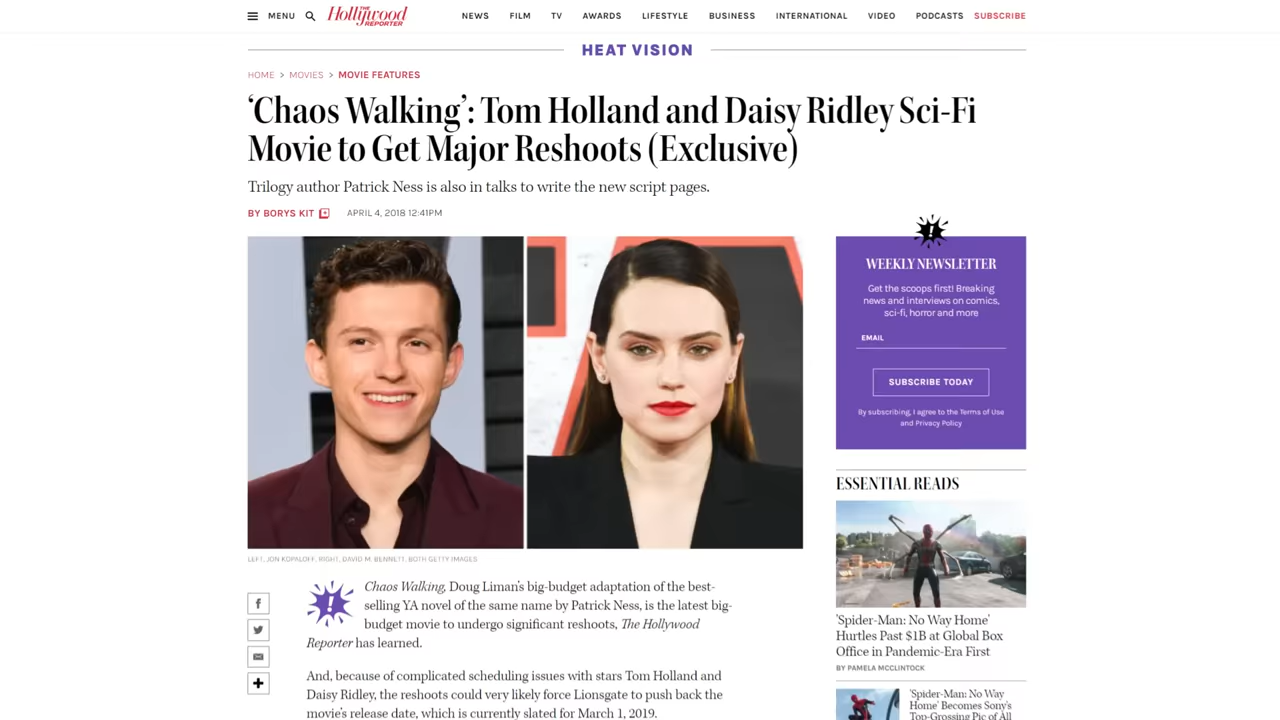 MENU
THE
Hollywood
REPORTER
NEWS
FILM
TV
AWARDS
LIFESTYLE
BUSINESS
INTERNATIONAL
VIDEO
PODCASTS
SUBSCRIBE
HEAT VISION
HOME > MOVIES > MOVIE FEATURES
‘Chaos Walking’: Tom Holland and Daisy Ridley Sci-Fi
Movie to Get Major Reshoots (Exclusive)
Trilogy author Patrick Ness is also in talks to write the new script pages.
BY BORYS KIT
APRIL 4, 2018 12:41PM
LEFT, JON KOPALOFF; RIGHT, DAVID M. BENNETT; BOTH GETTY IMAGES
Chaos Walking, Doug Liman’s big-budget adaptation of the best-
selling YA novel of the same name by Patrick Ness, is the latest big-
budget movie to undergo significant reshoots, The Hollywood
Reporter has learned.
And, because of complicated scheduling issues with stars Tom Holland and
Daisy Ridley, the reshoots could very likely force Lionsgate to push back the
movie’s release date, which is currently slated for March 1, 2019.
WEEKLY NEWSLETTER
Get the scoops first! Breaking
news and interviews on comics,
sci-fi, horror and more
EMAIL
SUBSCRIBE TODAY
By subscribing, I agree to the Terms of Use
and Privacy Policy
ESSENTIAL READS
‘Spider-Man: No Way Home’
Hurtles Past $1B at Global Box
Office in Pandemic-Era First
BY PAMELA MCCLINTOCK
‘Spider-Man: No Way
Home’ Becomes Sony’s
Top-Grossing Pic of All